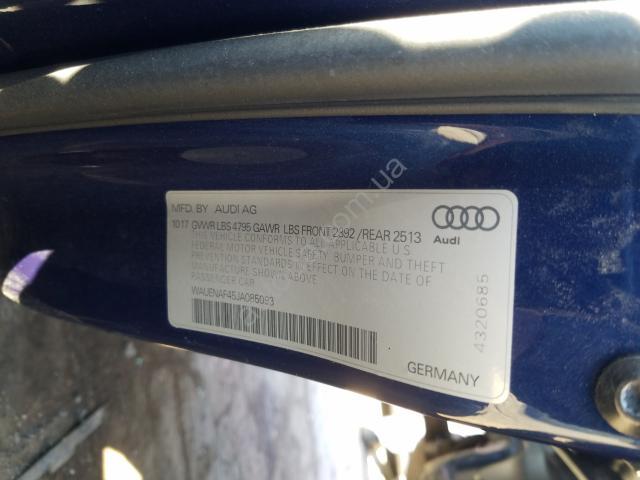 MFD. BY AUDI AG
10 17 GVWR LBS 4795 GAWR LBS FRONT 2392 /REAR 2513
THIS VEHICLE CONFORMS TO ALL APPLICABLE U.S.
FEDERAL MOTOR VEHICLE SAFETY, BUMPER AND THEFT
PREVENTION STANDARDS IN EFFECT ON THE DATE OF
MANUFACTURE SHOWN ABOVE.
PASSENGER CAR
WAUENAF45JA085093
Audi
4320685
GERMANY